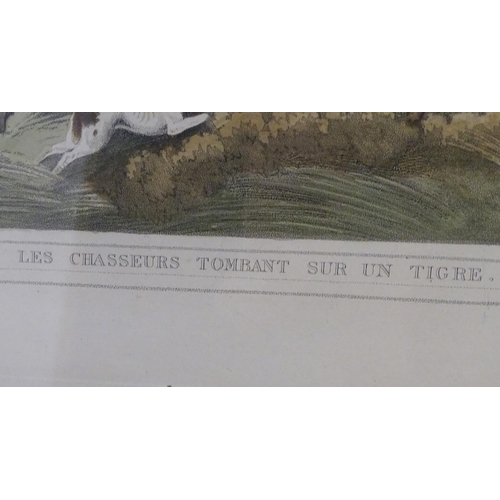 LES CHASSEURS TOMBANT SUR UN TIGRE.